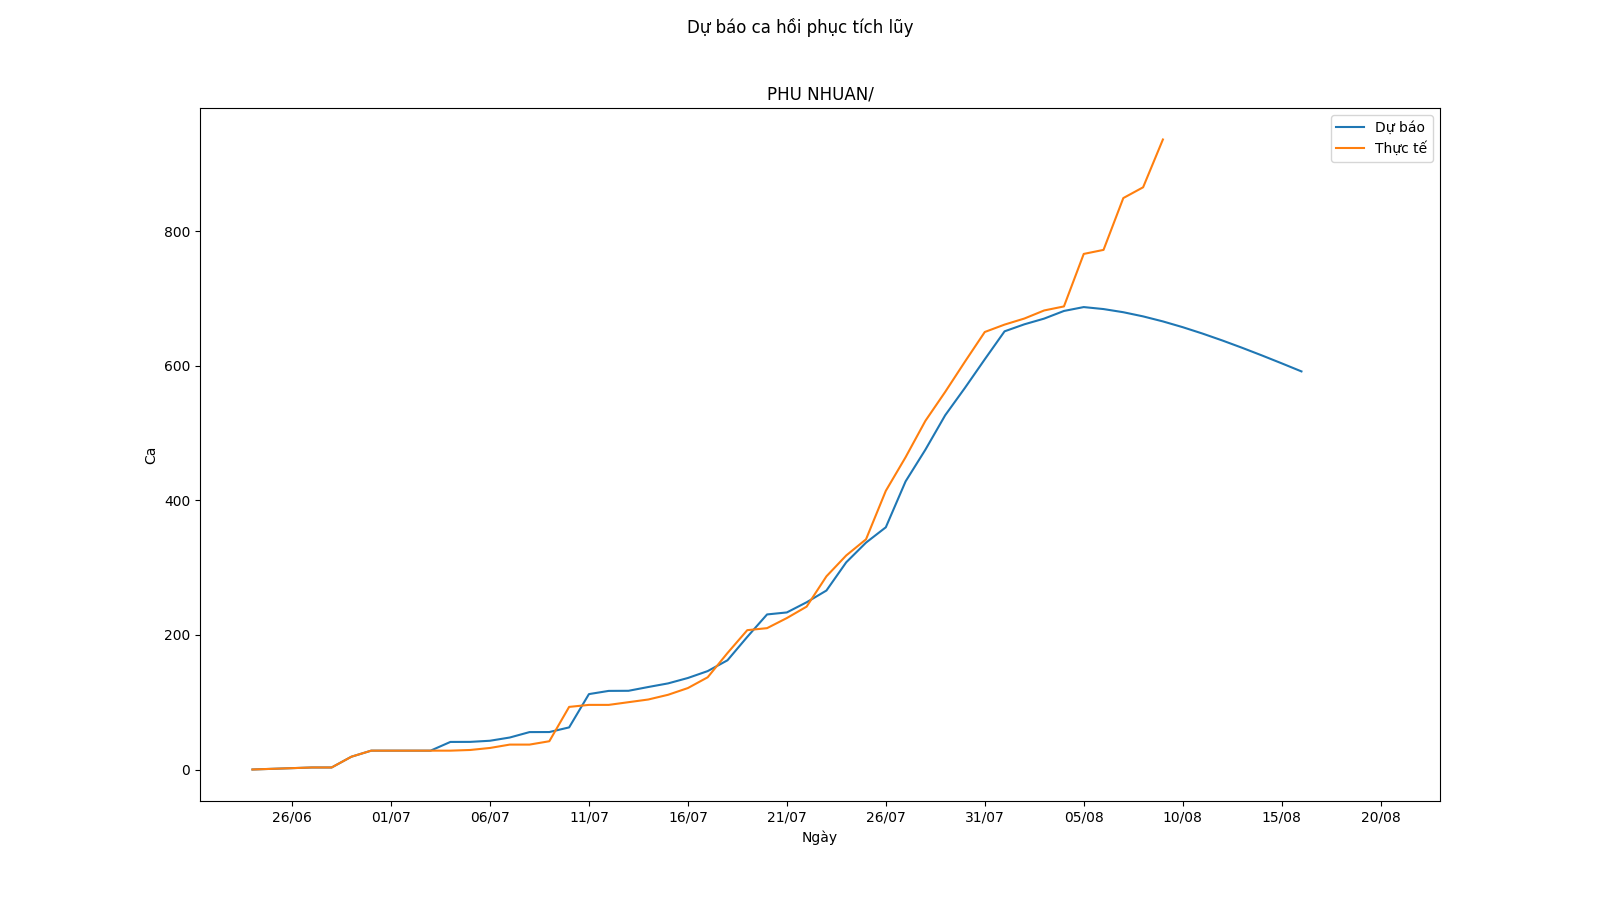 Dự báo ca hồi phục tích lũy
PHU NHUAN/
Dự báo
Thực tế
800
600
400
200
0
Ca
26/06 01/07 06/07 11/07 16/07 21/07 26/07 31/07 05/08 10/08 15/08 20/08
Ngày